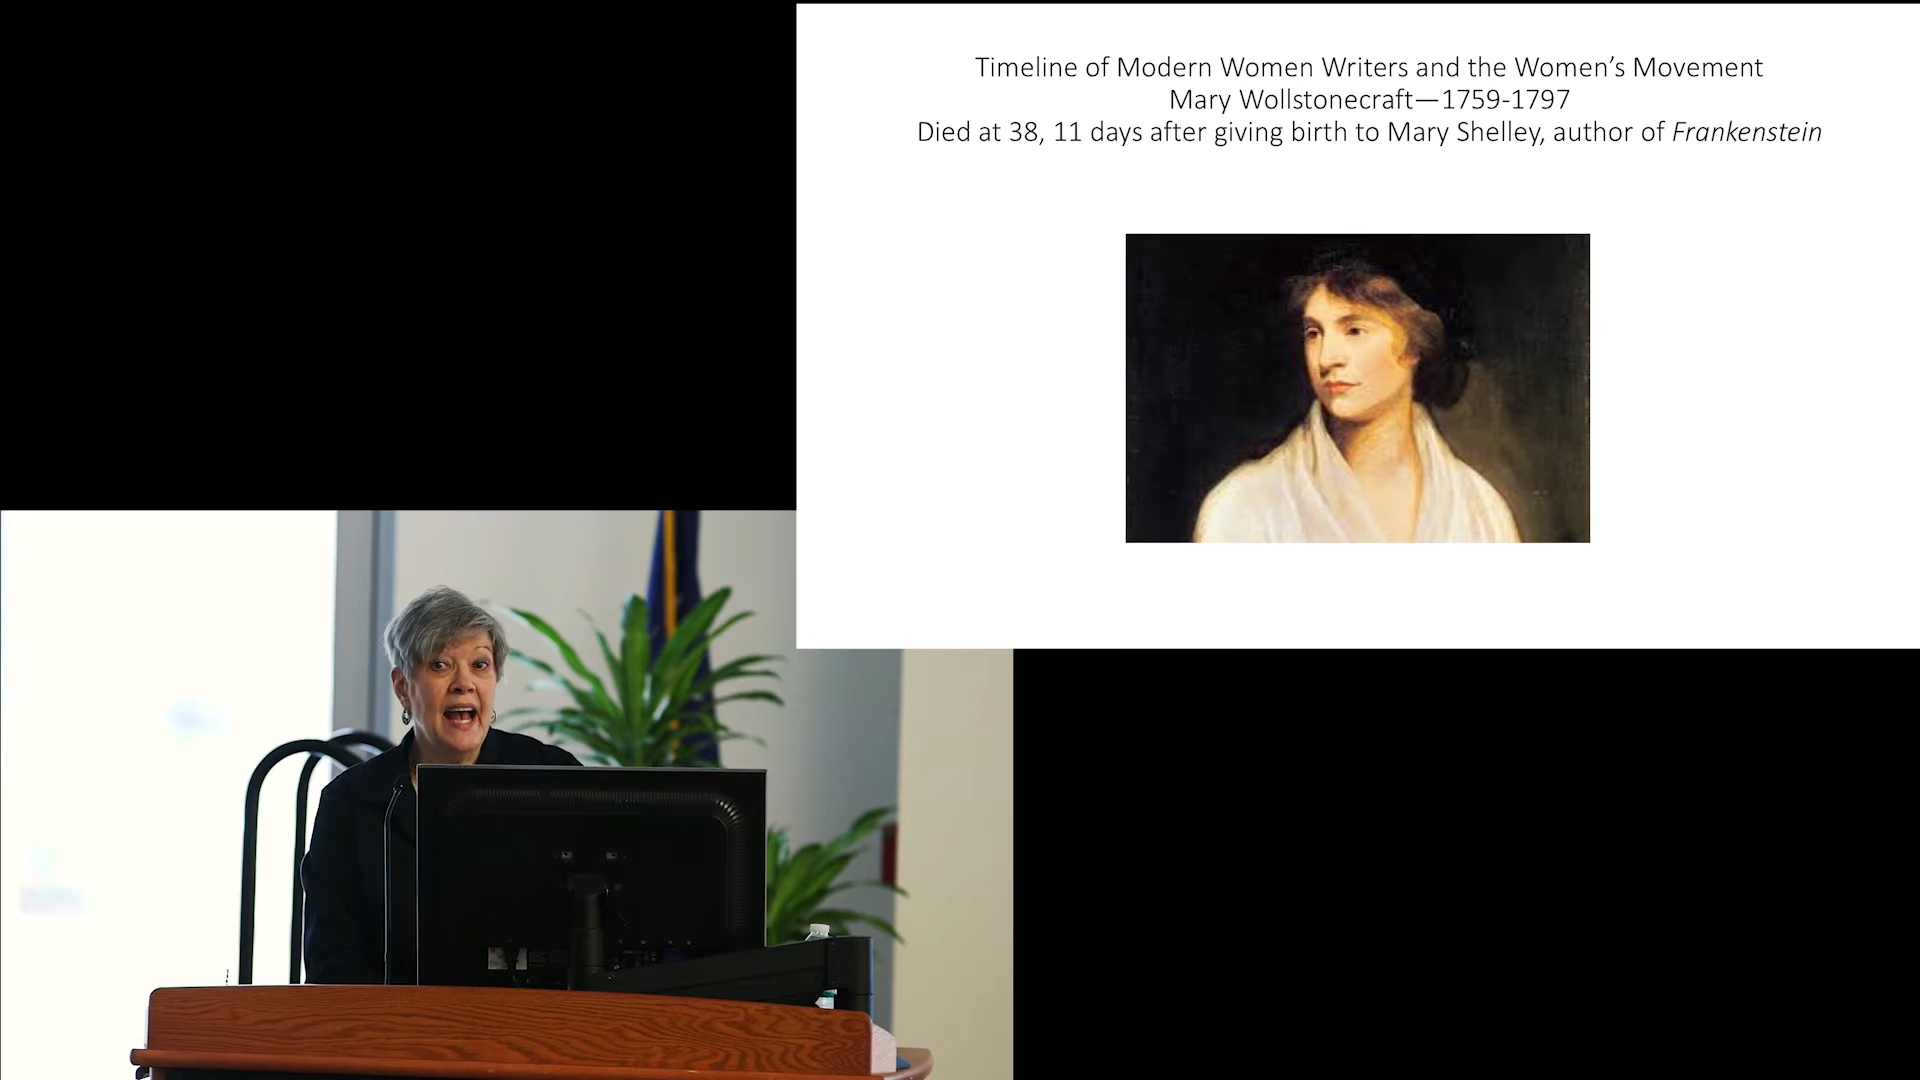 Timeline of Modern Women Writers and the Women’s Movement
Mary Wollstonecraft—1759-1797
Died at 38, 11 days after giving birth to Mary Shelley, author of Frankenstein